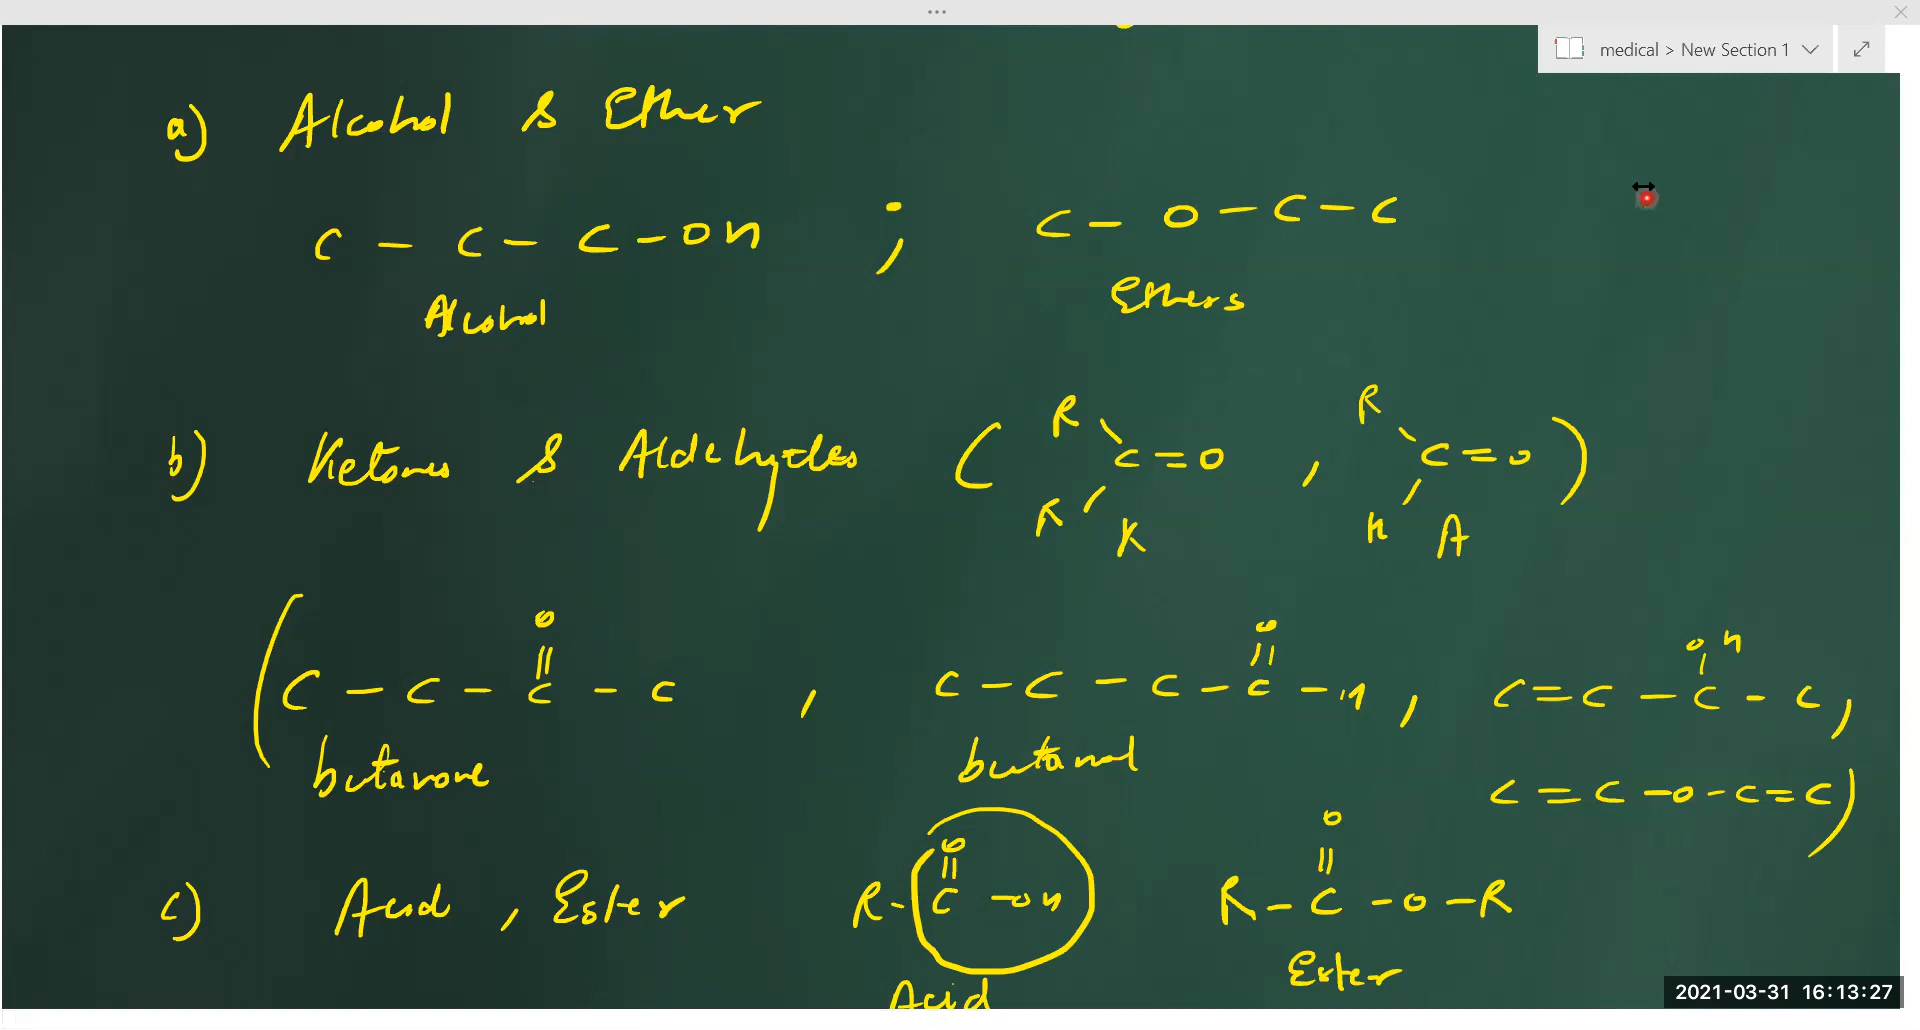 medical > New Section 1
a) Alcohol & Ether
C - C - C - OH ; C - O - C - C
Alcohol Ethers
b) Ketones & Aldehydes ( R R C = O K , R H C = O A )
( C - C - C - C , C - C - C - C - H , C = C - C - C ,
O O OH
butanone butanal C = C - O - C = C )
c) Acid , Ester R - C - OH R - C - O - R
O O
Acid Ester
2021-03-31 16:13:27